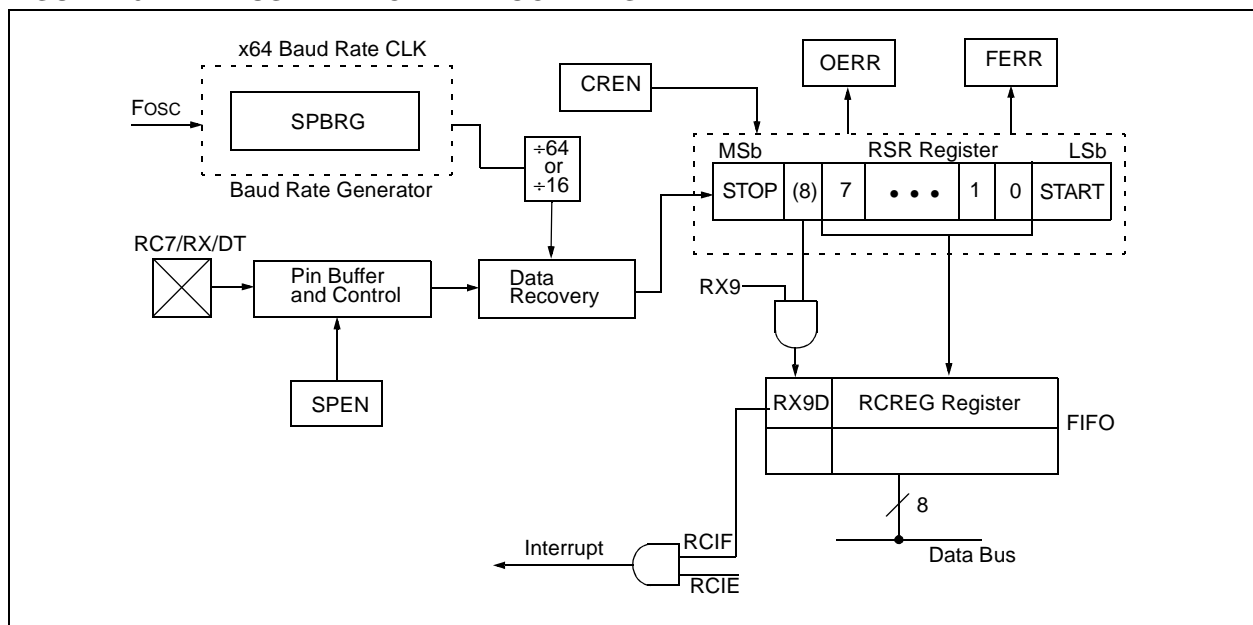 x64 Baud Rate CLK
FOSC
SPBRG
Baud Rate Generator
CREN
OERR
FERR
÷64
or
÷16
MSb
RSR Register
LSb
STOP
(8)
7
• • •
1
0
START
RC7/RX/DT
Pin Buffer
and Control
Data
Recovery
SPEN
RX9
RX9D
RCREG Register
FIFO
8
Data Bus
Interrupt
RCIF
RCIE